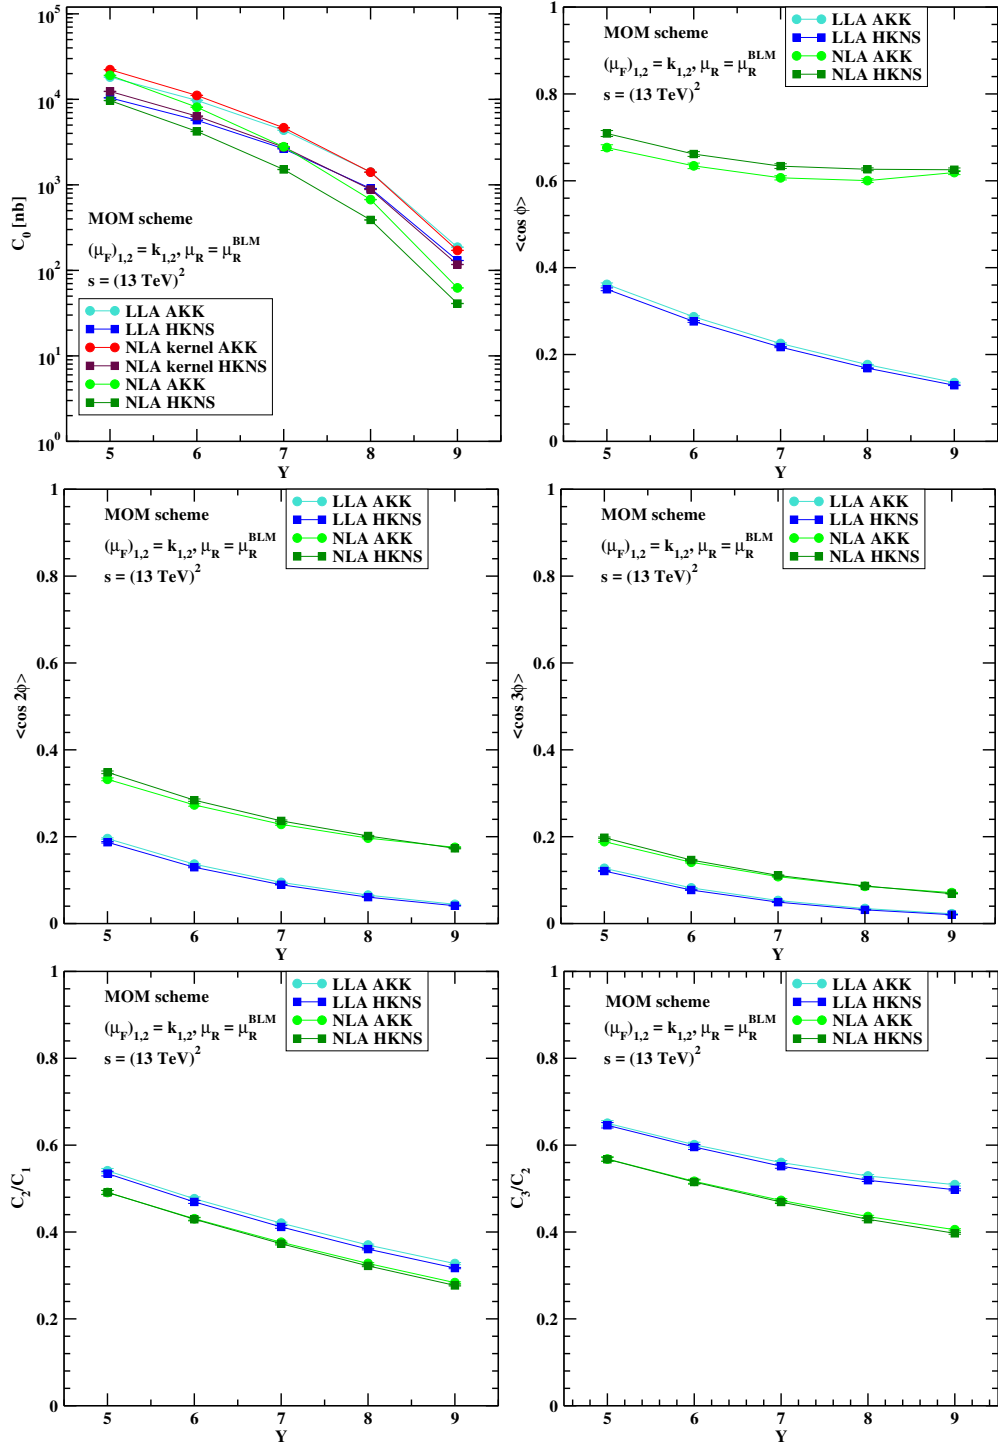 10^5
10^4
10^3
10^2
10^1
10^0
C_0 [nb]
MOM scheme
(μ_F)_{1,2} = k_{1,2}, μ_R = μ_R^{BLM}
s = (13 TeV)^2
LLA AKK
LLA HKNS
NLA kernel AKK
NLA kernel HKNS
NLA AKK
NLA HKNS
5 6 7 8 9
Y
1
0.8
0.6
0.4
0.2
0
<cos ϕ>
MOM scheme
(μ_F)_{1,2} = k_{1,2}, μ_R = μ_R^{BLM}
s = (13 TeV)^2
LLA AKK
LLA HKNS
NLA AKK
NLA HKNS
5 6 7 8 9
Y
1
0.8
0.6
0.4
0.2
0
<cos 2ϕ>
MOM scheme
(μ_F)_{1,2} = k_{1,2}, μ_R = μ_R^{BLM}
s = (13 TeV)^2
LLA AKK
LLA HKNS
NLA AKK
NLA HKNS
5 6 7 8 9
Y
1
0.8
0.6
0.4
0.2
0
<cos 3ϕ>
MOM scheme
(μ_F)_{1,2} = k_{1,2}, μ_R = μ_R^{BLM}
s = (13 TeV)^2
LLA AKK
LLA HKNS
NLA AKK
NLA HKNS
5 6 7 8 9
Y
1
0.8
0.6
0.4
0.2
0
C_2/C_1
MOM scheme
(μ_F)_{1,2} = k_{1,2}, μ_R = μ_R^{BLM}
s = (13 TeV)^2
LLA AKK
LLA HKNS
NLA AKK
NLA HKNS
5 6 7 8 9
Y
1
0.8
0.6
0.4
0.2
0
C_3/C_2
MOM scheme
(μ_F)_{1,2} = k_{1,2}, μ_R = μ_R^{BLM}
s = (13 TeV)^2
LLA AKK
LLA HKNS
NLA AKK
NLA HKNS
5 6 7 8 9
Y